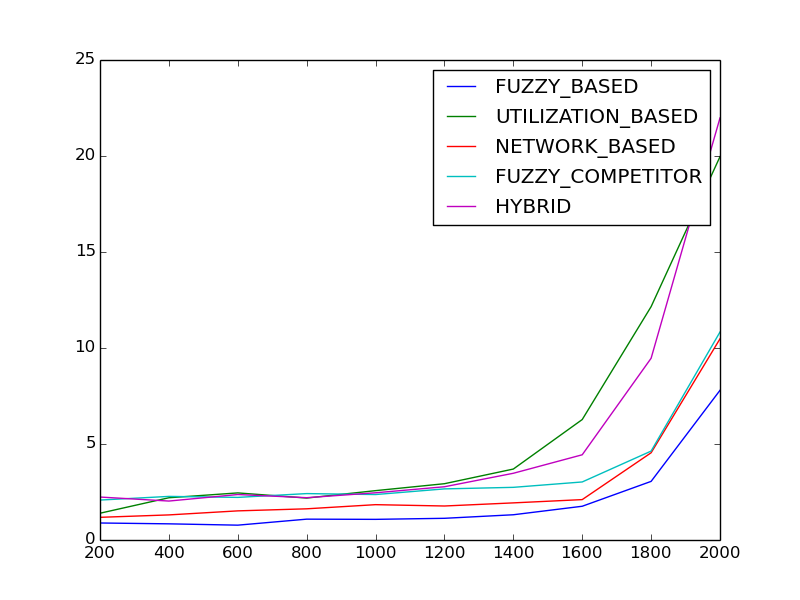 25
20
15
10
5
0
200 400 600 800 1000 1200 1400 1600 1800 2000
FUZZY_BASED
UTILIZATION_BASED
NETWORK_BASED
FUZZY_COMPETITOR
HYBRID